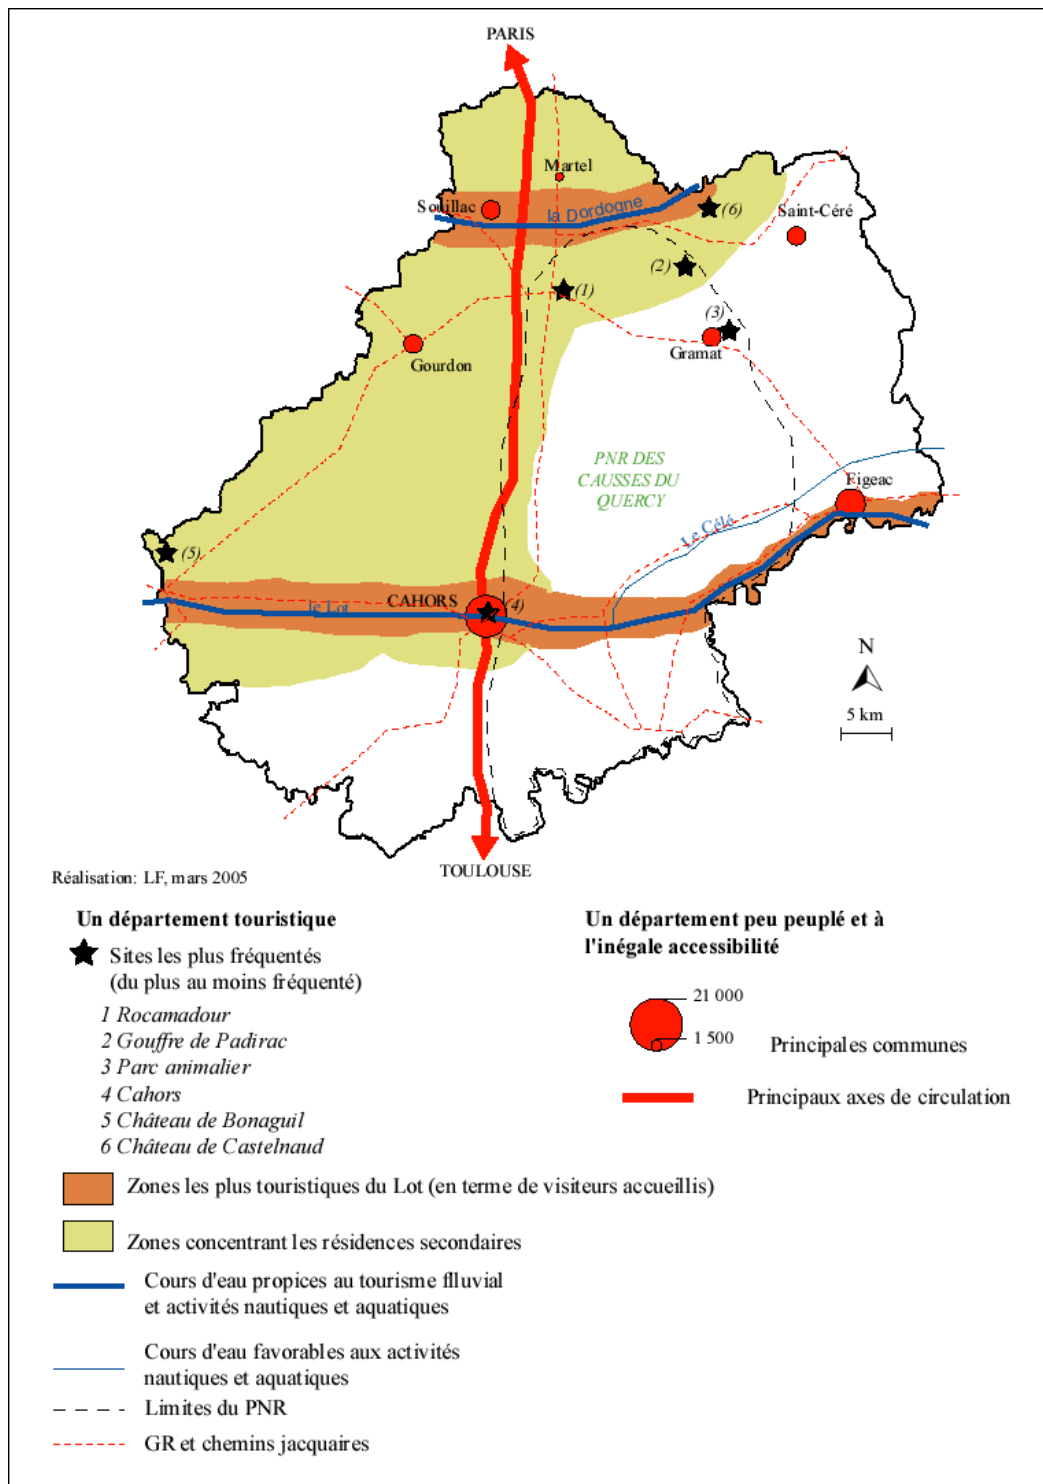 PARIS
Martel
Souillac
la Dordogne
(6)
Saint-Céré
(2)
(1)
(3)
Gourdon
Gramat
PNR DES
CAUSSES DU
QUERCY
Figeac
Le Célé
(5)
CAHORS
(4)
le Lot
N
5 km
TOULOUSE
Réalisation: LF, mars 2005
Un département touristique
Sites les plus fréquentés
(du plus au moins fréquenté)
1 Rocamadour
2 Gouffre de Padirac
3 Parc animalier
4 Cahors
5 Château de Bonaguil
6 Château de Castelnaud
Un département peu peuplé et à
l'inégale accessibilité
21 000
1 500
Principales communes
Principaux axes de circulation
Zones les plus touristiques du Lot (en terme de visiteurs accueillis)
Zones concentrant les résidences secondaires
Cours d'eau propices au tourisme flluvial
et activités nautiques et aquatiques
Cours d'eau favorables aux activités
nautiques et aquatiques
Limites du PNR
GR et chemins jacquaires